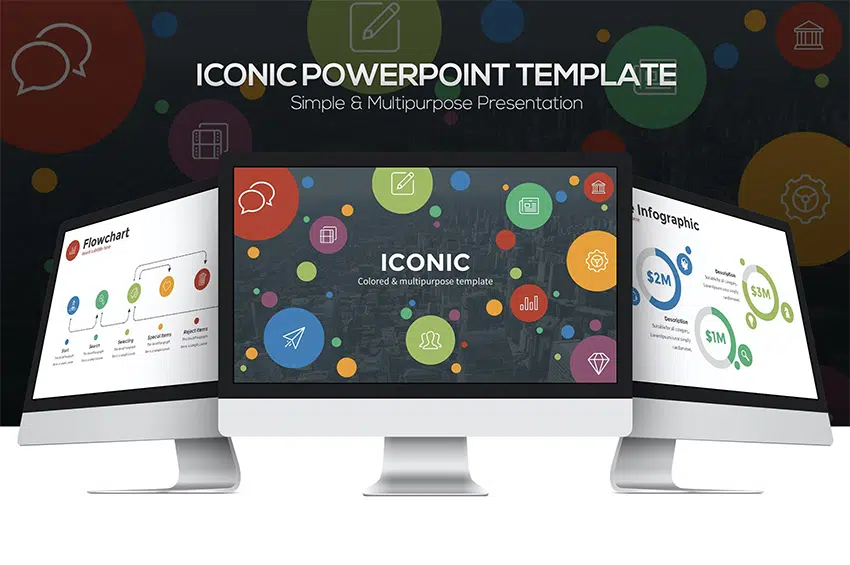 ICONIC POWERPOINT TEMPLATE
Simple & Multipurpose Presentation
Flowchart
Start
Search
Selecting
Special Items
Reject Items
ICONIC
Colored & multipurpose template
Infographic
$2M
Description
$3M
Description
$1M